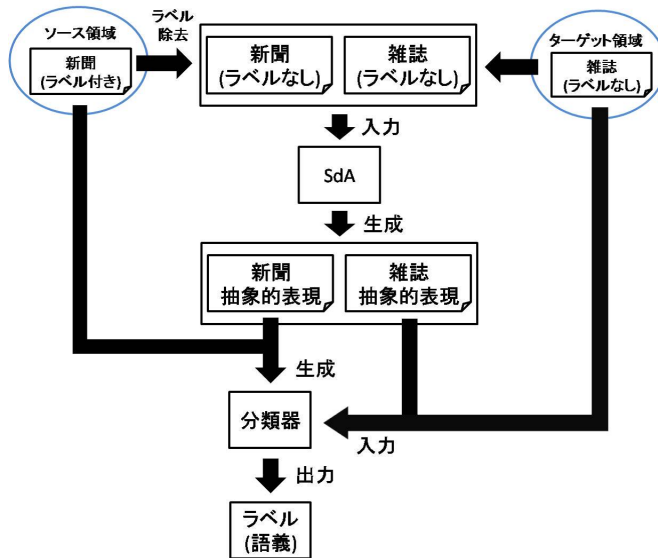 ソース領域
新聞
(ラベル付き)
ラベル
除去
新聞
(ラベルなし)
雑誌
(ラベルなし)
ターゲット領域
雑誌
(ラベルなし)
入力
SdA
生成
新聞
抽象的表現
雑誌
抽象的表現
生成
分類器
入力
出力
ラベル
(語義)